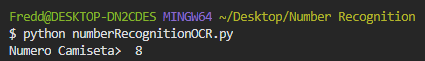 Fredd@DESKTOP-DN2CDES MINGW64 ~/Desktop/Number Recognition
$ python numberRecognitionOCR.py
Numero Camiseta>  8